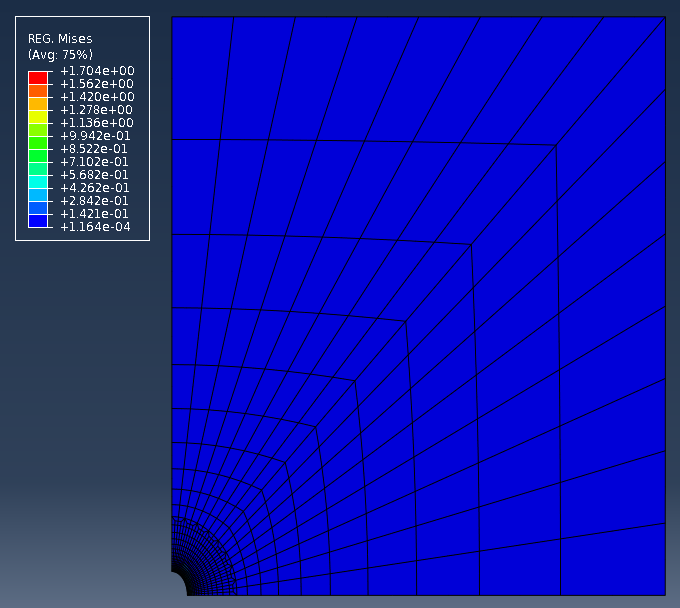 REG. Mises
(Avg: 75%)
+1.704e+00
+1.562e+00
+1.420e+00
+1.278e+00
+1.136e+00
+9.942e-01
+8.522e-01
+7.102e-01
+5.682e-01
+4.262e-01
+2.842e-01
+1.421e-01
+1.164e-04